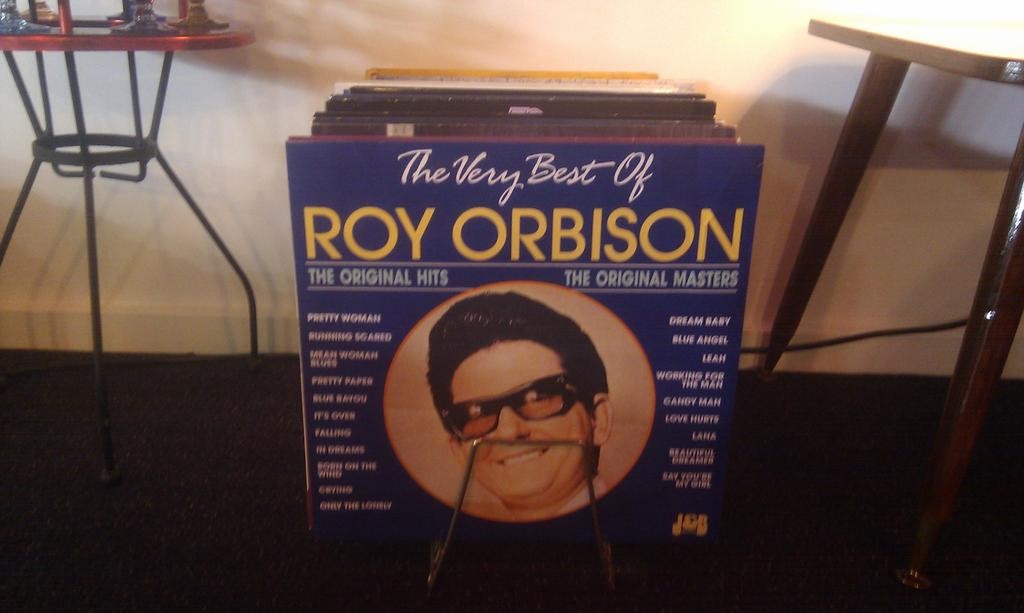 The Very Best Of
ROY ORBISON
THE ORIGINAL HITS
THE ORIGINAL MASTERS
PRETTY WOMAN
RUNNING SCARED
MEAN WOMAN
BLUES
PRETTY PAPER
BLUE BAYOU
IT'S OVER
FALLING
IN DREAMS
BORN ON THE
WIND
CRYING
ONLY THE LONELY
DREAM BABY
BLUE ANGEL
LEAH
WORKING FOR
THE MAN
CANDY MAN
LOVE HURTS
LANA
BEAUTIFUL
DREAMER
SAY YOU'RE
MY GIRL
J&B